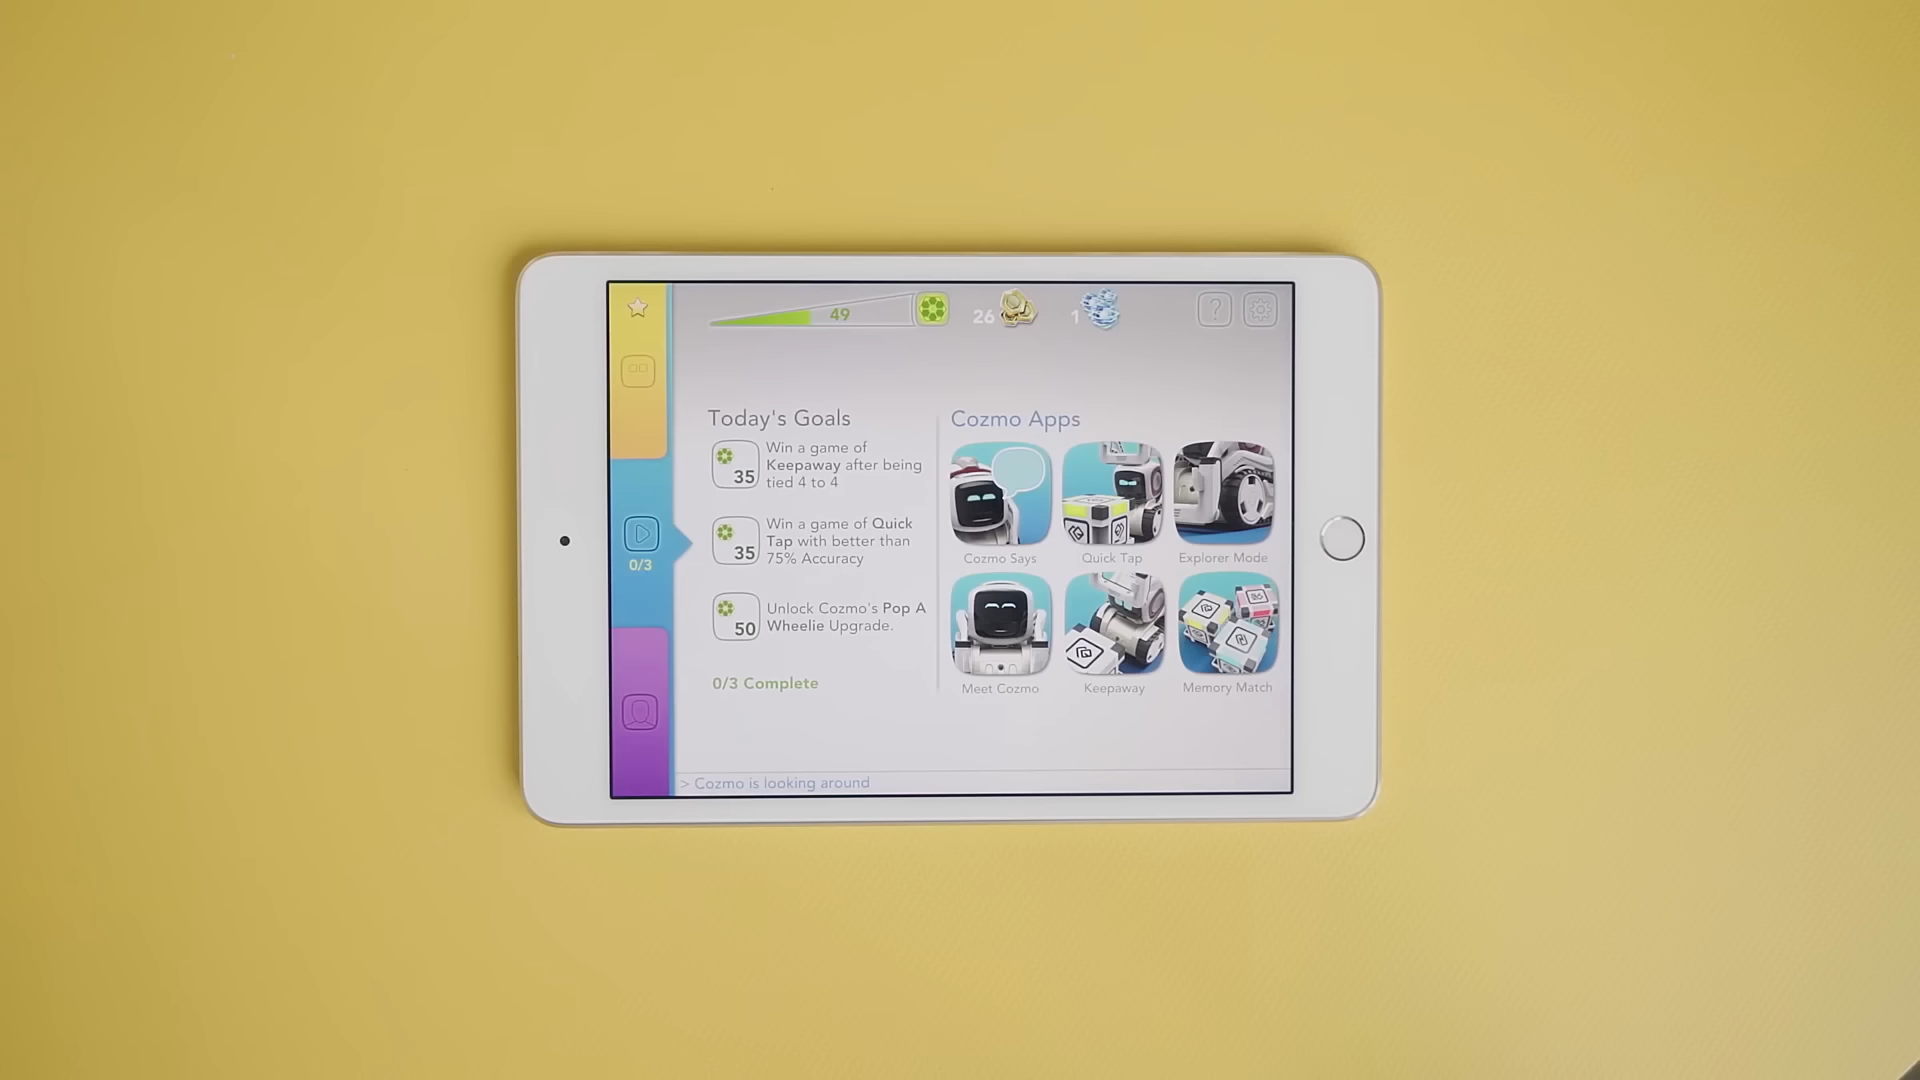 49
26
1
?
Today's Goals
35
Win a game of
Keepaway after being
tied 4 to 4
35
Win a game of Quick
Tap with better than
75% Accuracy
50
Unlock Cozmo's Pop A
Wheelie Upgrade.
0/3 Complete
0/3
Cozmo Apps
Cozmo Says
Quick Tap
Explorer Mode
Meet Cozmo
Keepaway
Memory Match
> Cozmo is looking around